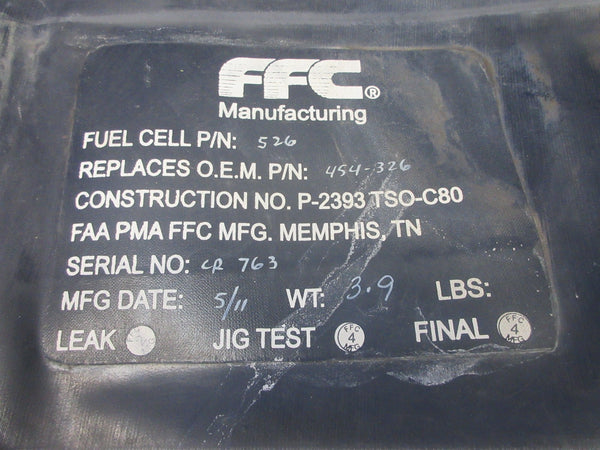 FFC®
Manufacturing
FUEL CELL P/N: 526
REPLACES O.E.M. P/N: 454-326
CONSTRUCTION NO. P-2393 TSO-C80
FAA PMA FFC MFG. MEMPHIS, TN
SERIAL NO: CR 763
MFG DATE: 5/11 WT: 3.9 LBS:
LEAK JIG TEST FFC 4 MFG FINAL FFC 4 MFG